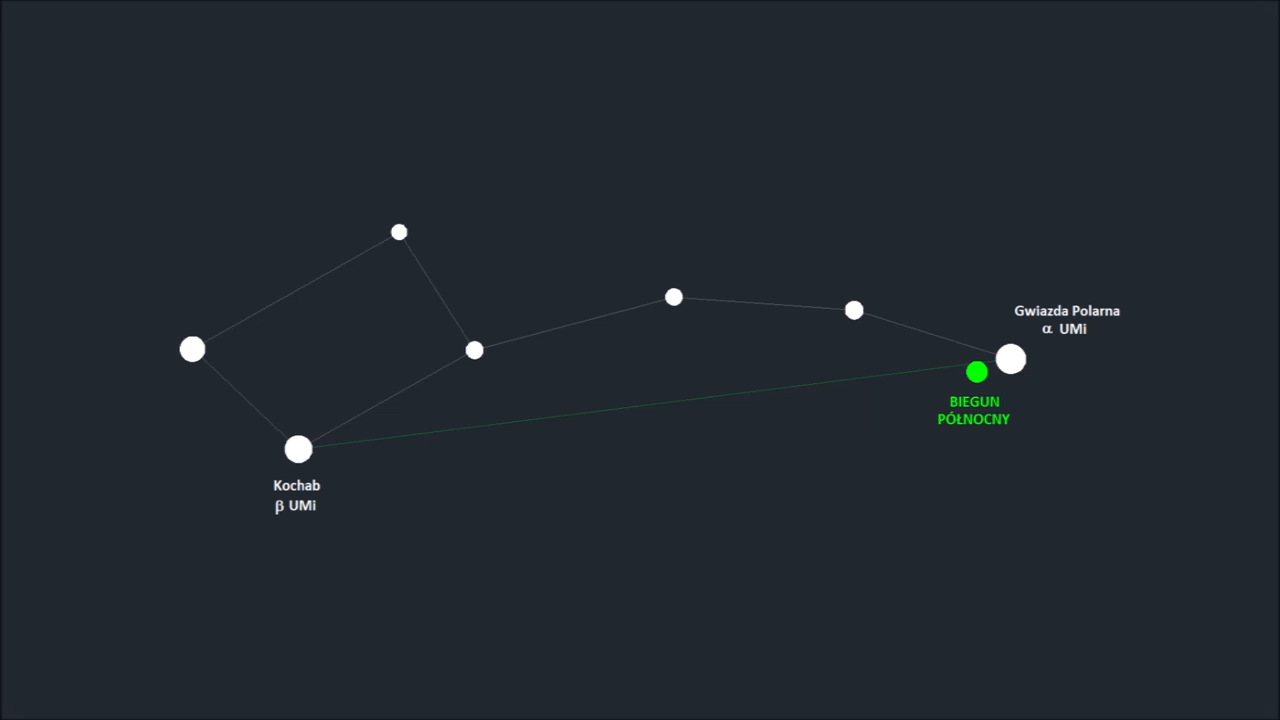 Gwiazda Polarna
α UMi
BIEGUN
PÓŁNOCNY
Kochab
β UMi